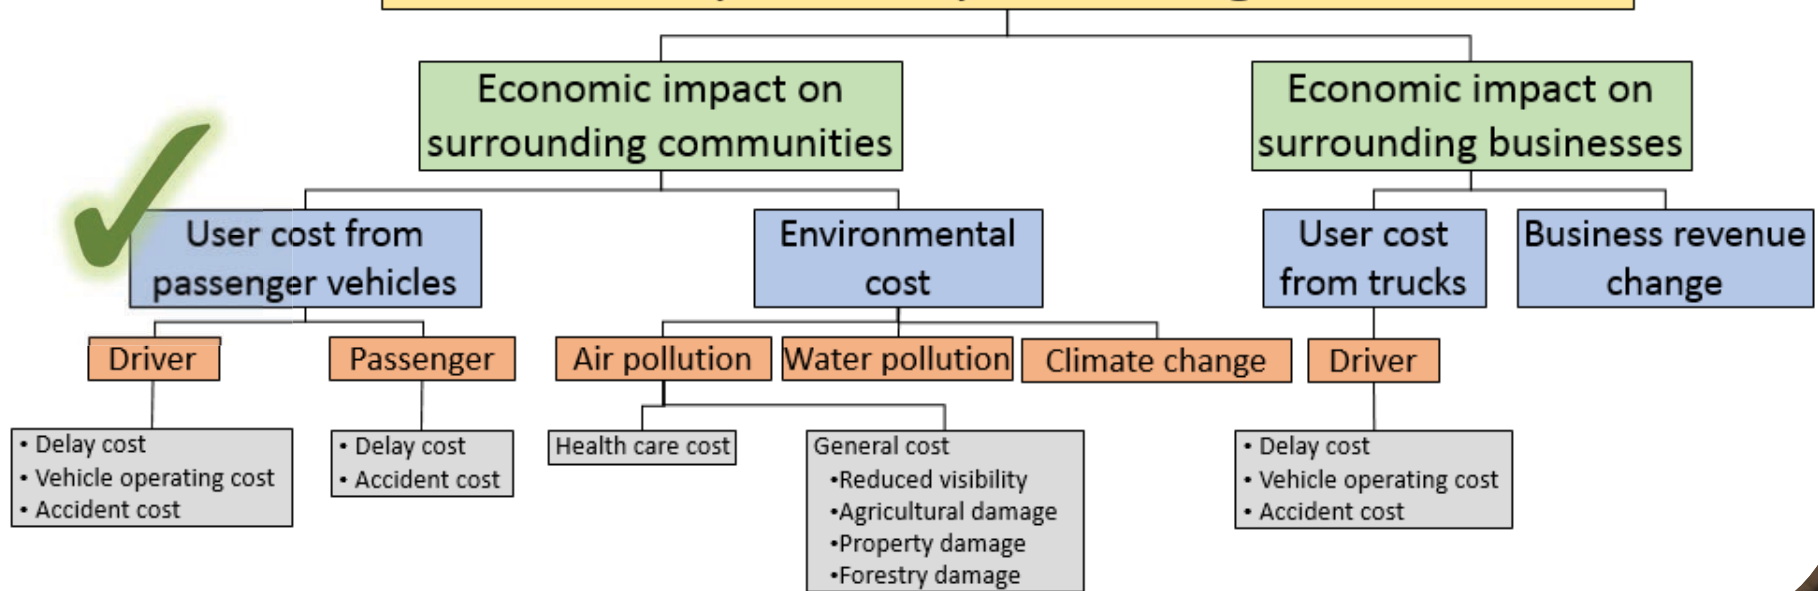 Economic impact on
surrounding communities
Economic impact on
surrounding businesses
User cost from
passenger vehicles
Environmental
cost
User cost
from trucks
Business revenue
change
Driver
Passenger
Air pollution
Water pollution
Climate change
Driver
• Delay cost
• Vehicle operating cost
• Accident cost
• Delay cost
• Accident cost
Health care cost
General cost
•Reduced visibility
•Agricultural damage
•Property damage
•Forestry damage
• Delay cost
• Vehicle operating cost
• Accident cost